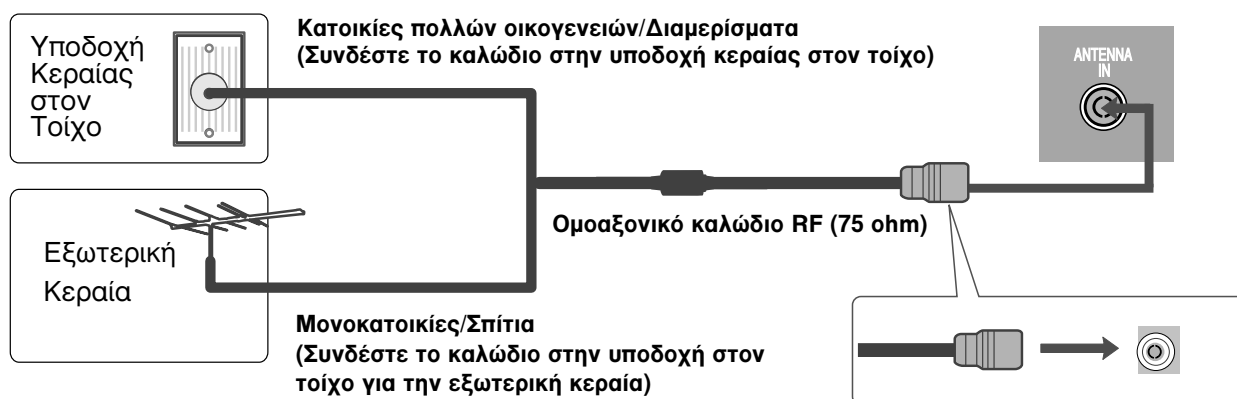 Υποδοχή
Κεραίας
στον
Τοίχο
Κατοικίες πολλών οικογενειών/Διαμερίσματα
(Συνδέστε το καλώδιο στην υποδοχή κεραίας στον τοίχο)
ANTENNA
IN
Ομοαξονικό καλώδιο RF (75 ohm)
Εξωτερική
Κεραία
Μονοκατοικίες/Σπίτια
(Συνδέστε το καλώδιο στην υποδοχή στον
τοίχο για την εξωτερική κεραία)